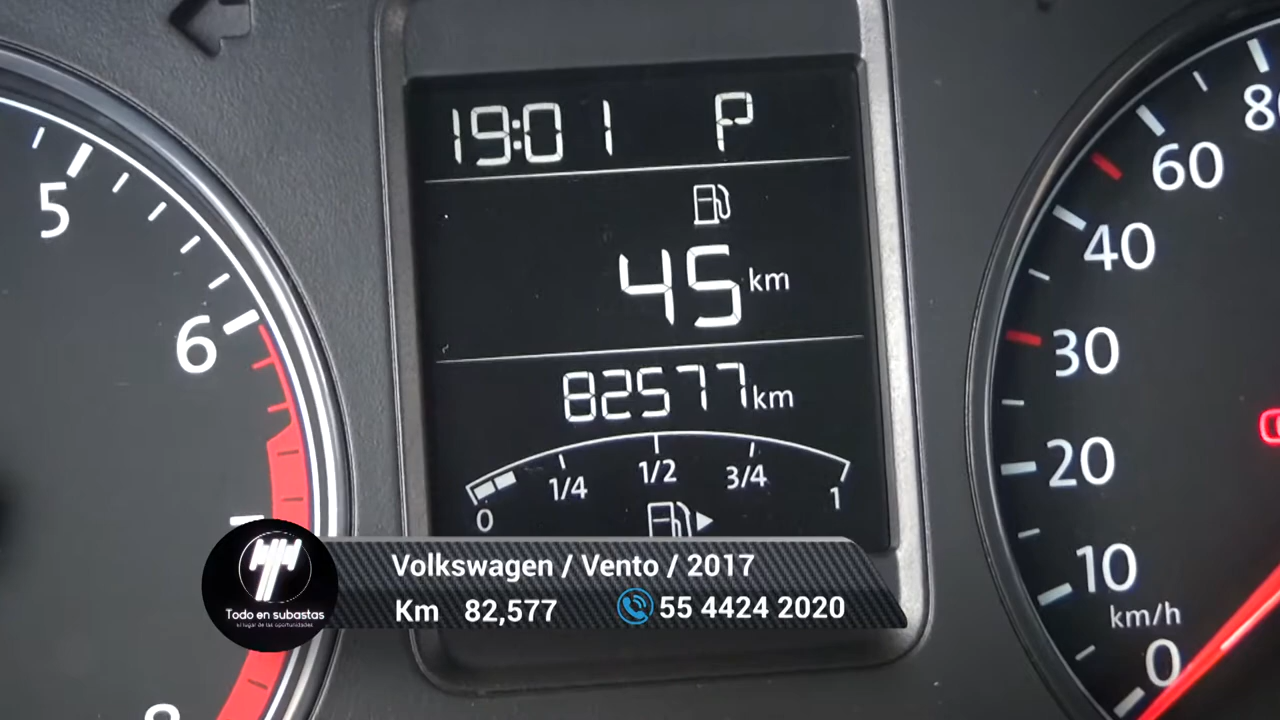 19:01 P
45 km
82577 km
0 1/4 1/2 3/4 1
5
6
80
60
40
30
20
10
km/h
0
Volkswagen / Vento / 2017
Km 82,577 55 4424 2020
Todo en subastas
el lugar de las oportunidades